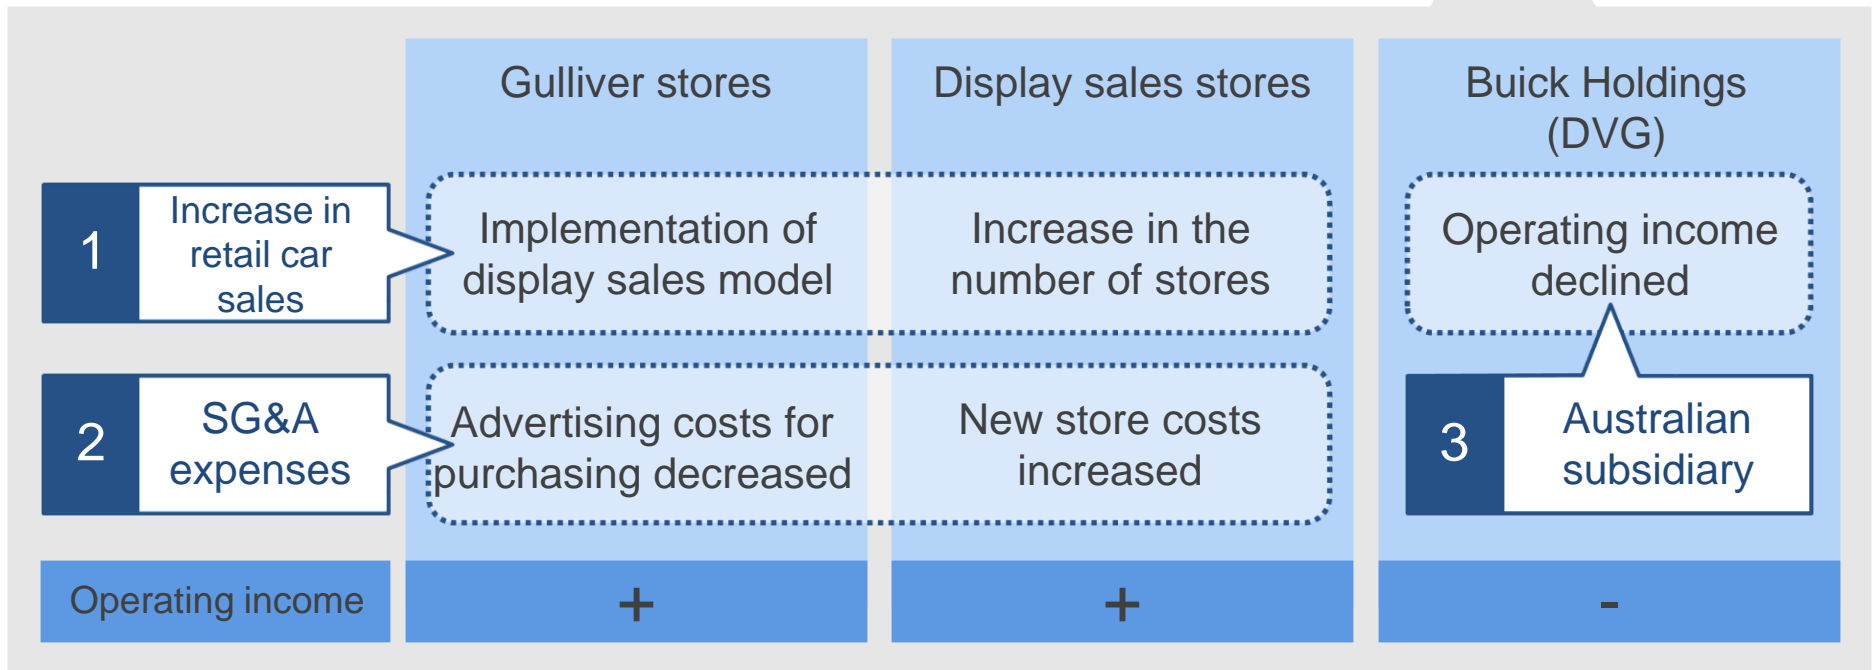 Gulliver stores
Display sales stores
Buick Holdings
(DVG)
1
Increase in
retail car
sales
Implementation of
display sales model
Increase in the
number of stores
Operating income
declined
2
SG&A
expenses
Advertising costs for
purchasing decreased
New store costs
increased
3
Australian
subsidiary
Operating income
+
+
-